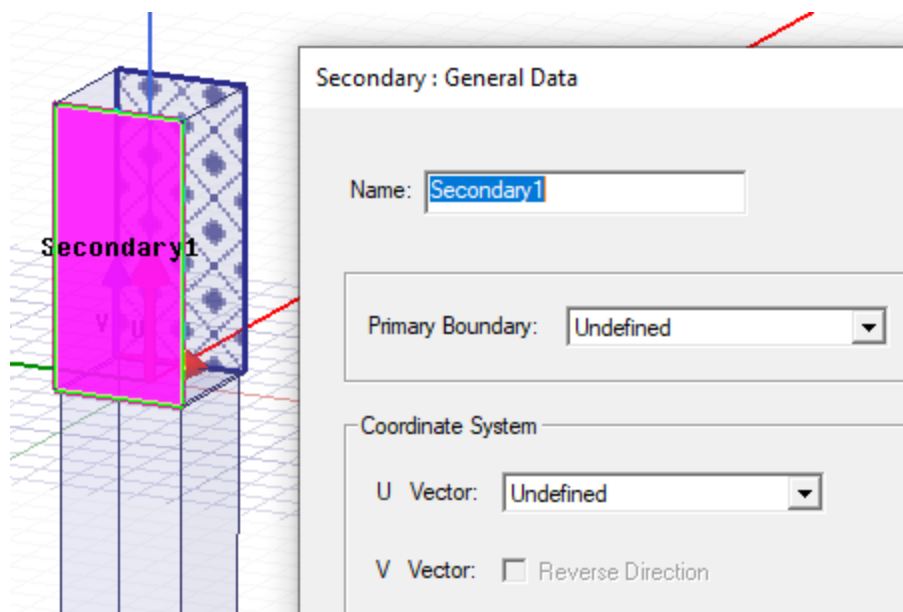 Secondary : General Data
Name: Secondary1
Secondary1
V U
Primary Boundary: Undefined
Coordinate System
U Vector: Undefined
V Vector: Reverse Direction